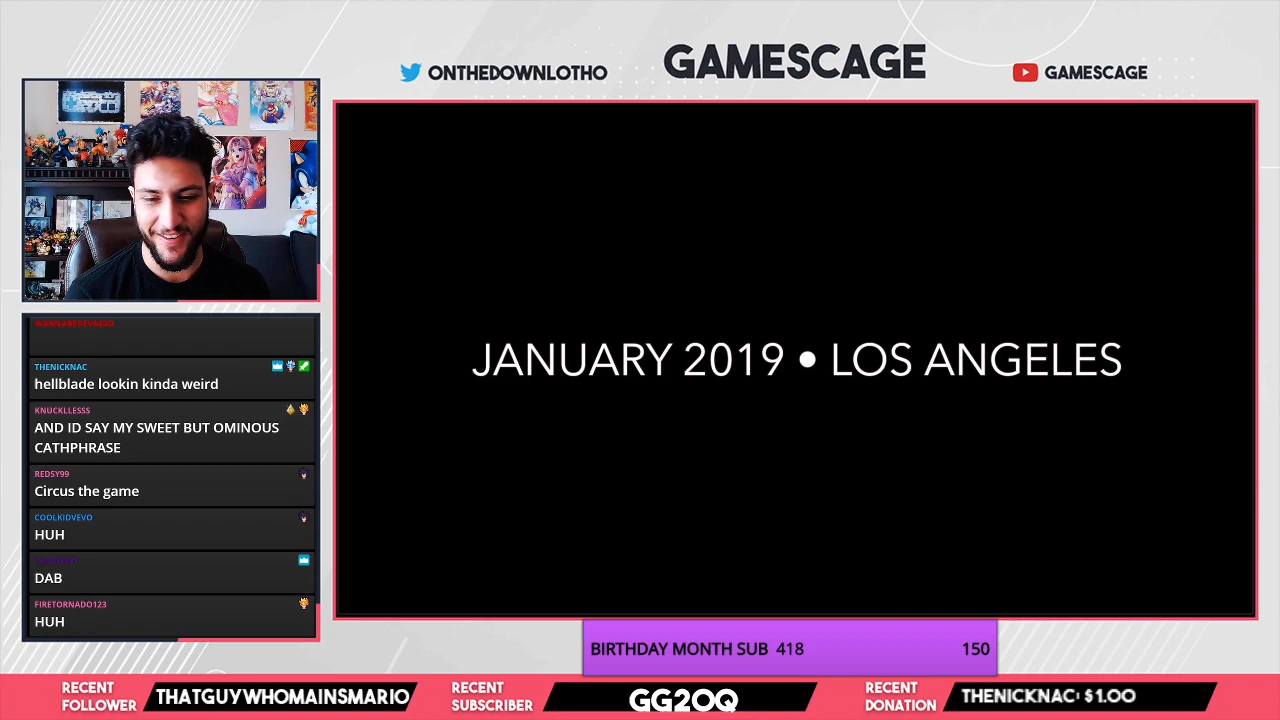 GAMESCAGE
ONTHEDOWNLOTHO
GAMESCAGE
THENICKNAC
hellblade lookin kinda weird
KNUCKLLESSS
AND ID SAY MY SWEET BUT OMINOUS
CATHPHRASE
REDSY99
Circus the game
COOLKIDVEVO
HUH
DAB
FIRETORNADO123
HUH
JANUARY 2019 • LOS ANGELES
BIRTHDAY MONTH SUB 418 150
RECENT
FOLLOWER
THATGUYWHOMAINSMARIO
RECENT
SUBSCRIBER
GG2OQ
RECENT
DONATION
THENICKNAC: $1.00